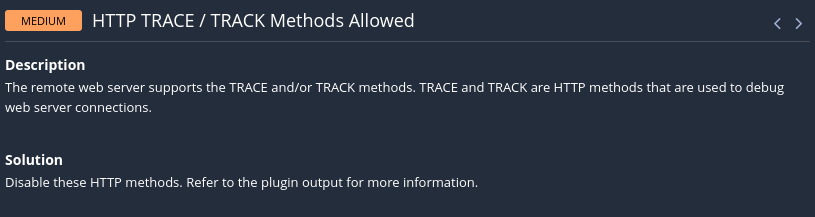 MEDIUM HTTP TRACE / TRACK Methods Allowed
Description
The remote web server supports the TRACE and/or TRACK methods. TRACE and TRACK are HTTP methods that are used to debug
web server connections.
Solution
Disable these HTTP methods. Refer to the plugin output for more information.